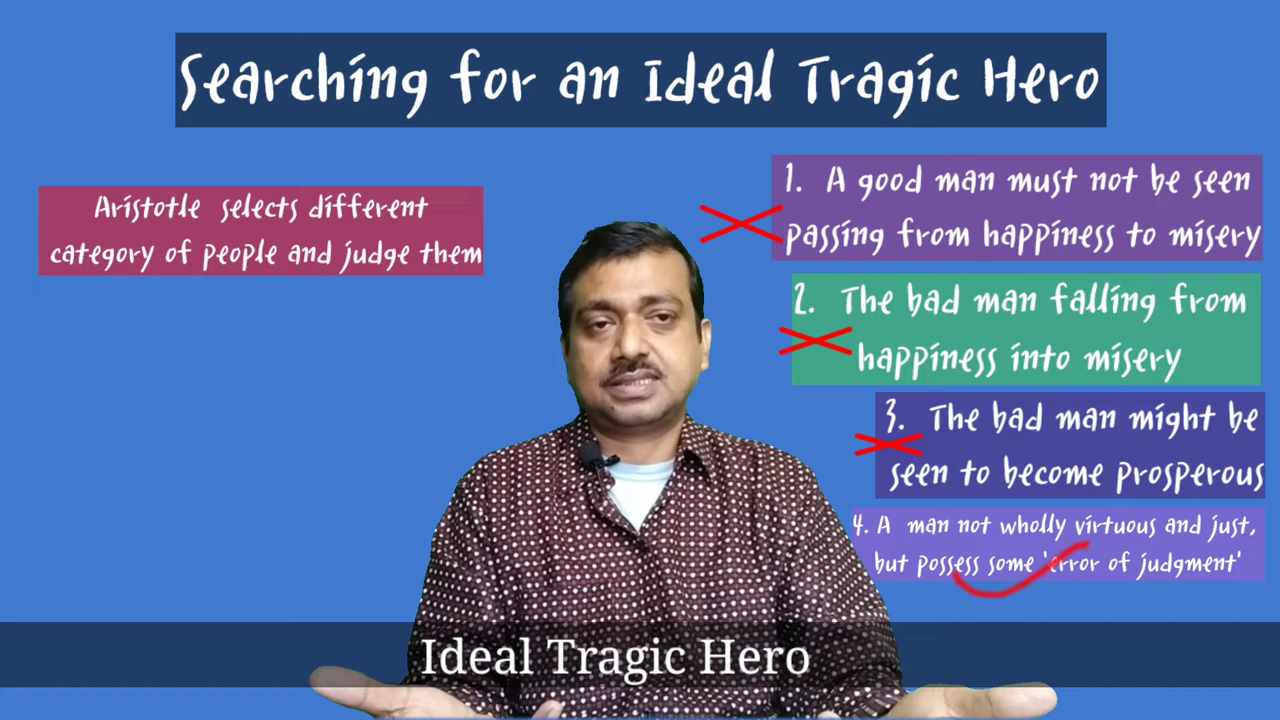 Searching for an Ideal Tragic Hero
Aristotle selects different
category of people and judge them
1. A good man must not be seen
passing from happiness to misery
2. The bad man falling from
happiness into misery
3. The bad man might be
seen to become prosperous
4. A man not wholly virtuous and just,
but possess some 'error of judgment'
Ideal Tragic Hero